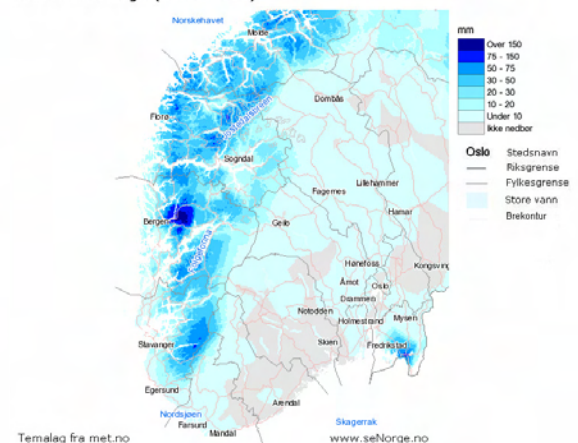 Norskehavet
Molde
Dombås
Florø
Jostedalsbreen
Sogndal
Lillehammer
Fagernes
Hamar
Bergen
Geilo
Folgefonna
Hønefoss
Kongsving
Åmot
Oslo
Drammen
Notodden
Holmestrand
Mysen
Stavanger
Skien
Fredrikstad
Egersund
Arendal
Nordsjøen
Farsund
Mandal
Skagerrak
Temalag fra met.no
www.seNorge.no
mm
Over 150
75 - 150
50 - 75
30 - 50
20 - 30
10 - 20
Under 10
Ikke nedbør
Oslo Stedsnavn
Riksgrense
Fylkesgrense
Store vann
Brekontur